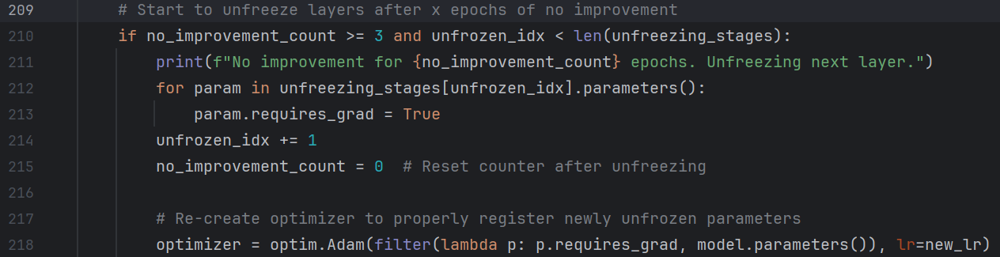 209 # Start to unfreeze layers after x epochs of no improvement
210 if no_improvement_count >= 3 and unfrozen_idx < len(unfreezing_stages):
211 print(f"No improvement for {no_improvement_count} epochs. Unfreezing next layer.")
212 for param in unfreezing_stages[unfrozen_idx].parameters():
213 param.requires_grad = True
214 unfrozen_idx += 1
215 no_improvement_count = 0  # Reset counter after unfreezing
216
217 # Re-create optimizer to properly register newly unfrozen parameters
218 optimizer = optim.Adam(filter(lambda p: p.requires_grad, model.parameters()), lr=new_lr)